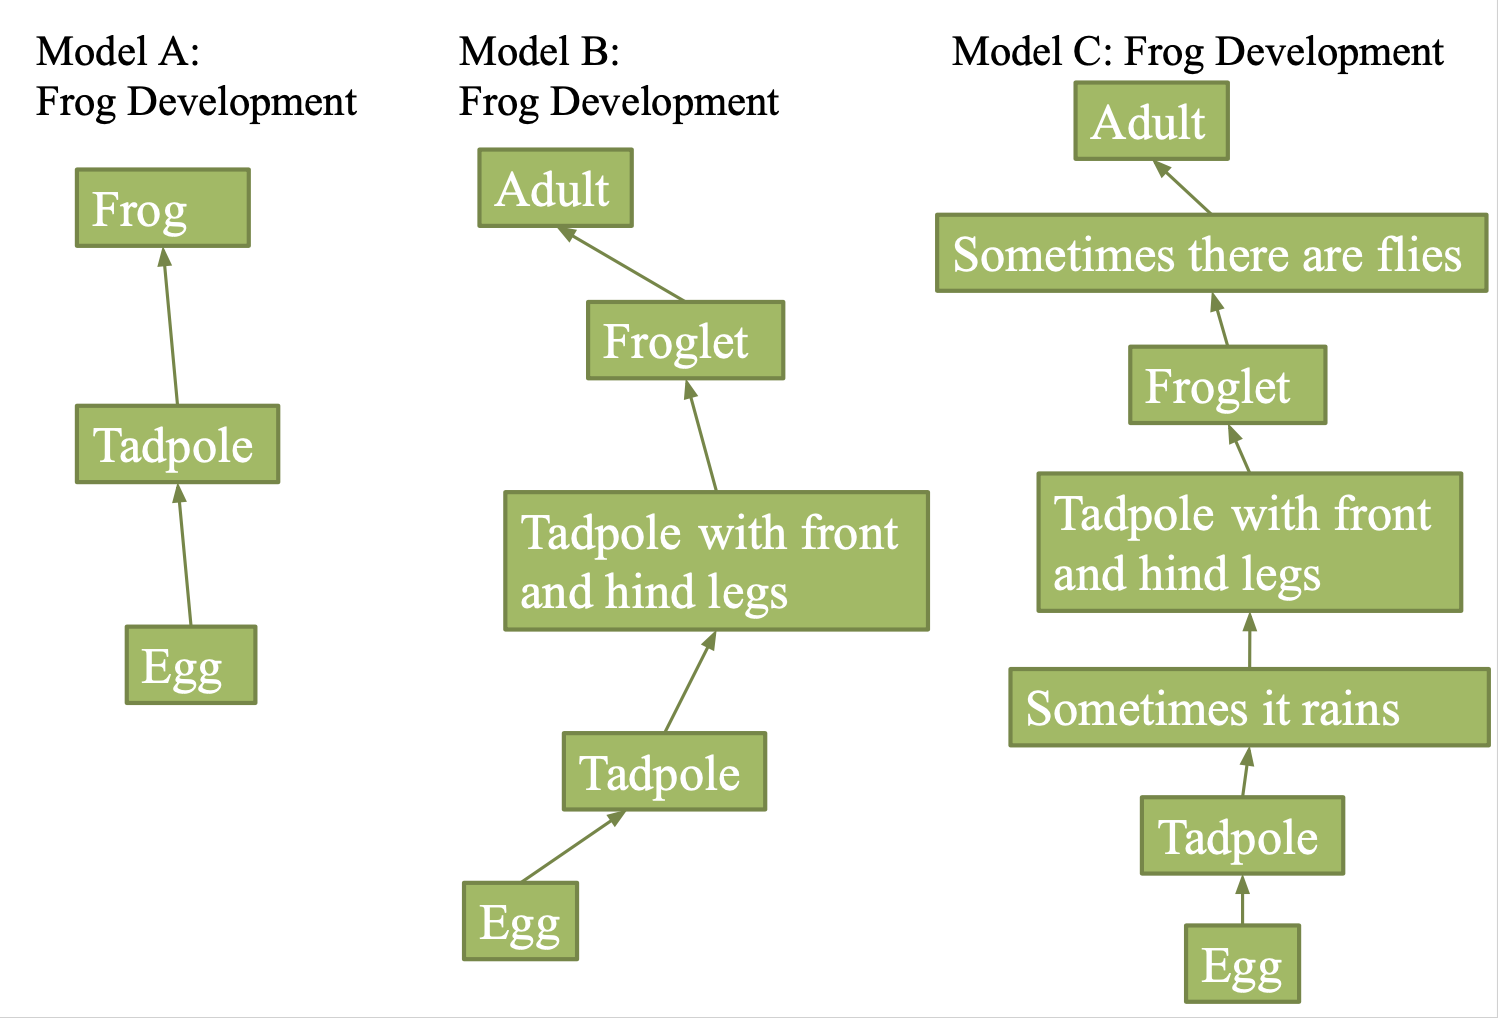 Model A:
Frog Development
Frog
Tadpole
Egg
Model B:
Frog Development
Adult
Froglet
Tadpole with front
and hind legs
Tadpole
Egg
Model C: Frog Development
Adult
Sometimes there are flies
Froglet
Tadpole with front
and hind legs
Sometimes it rains
Tadpole
Egg